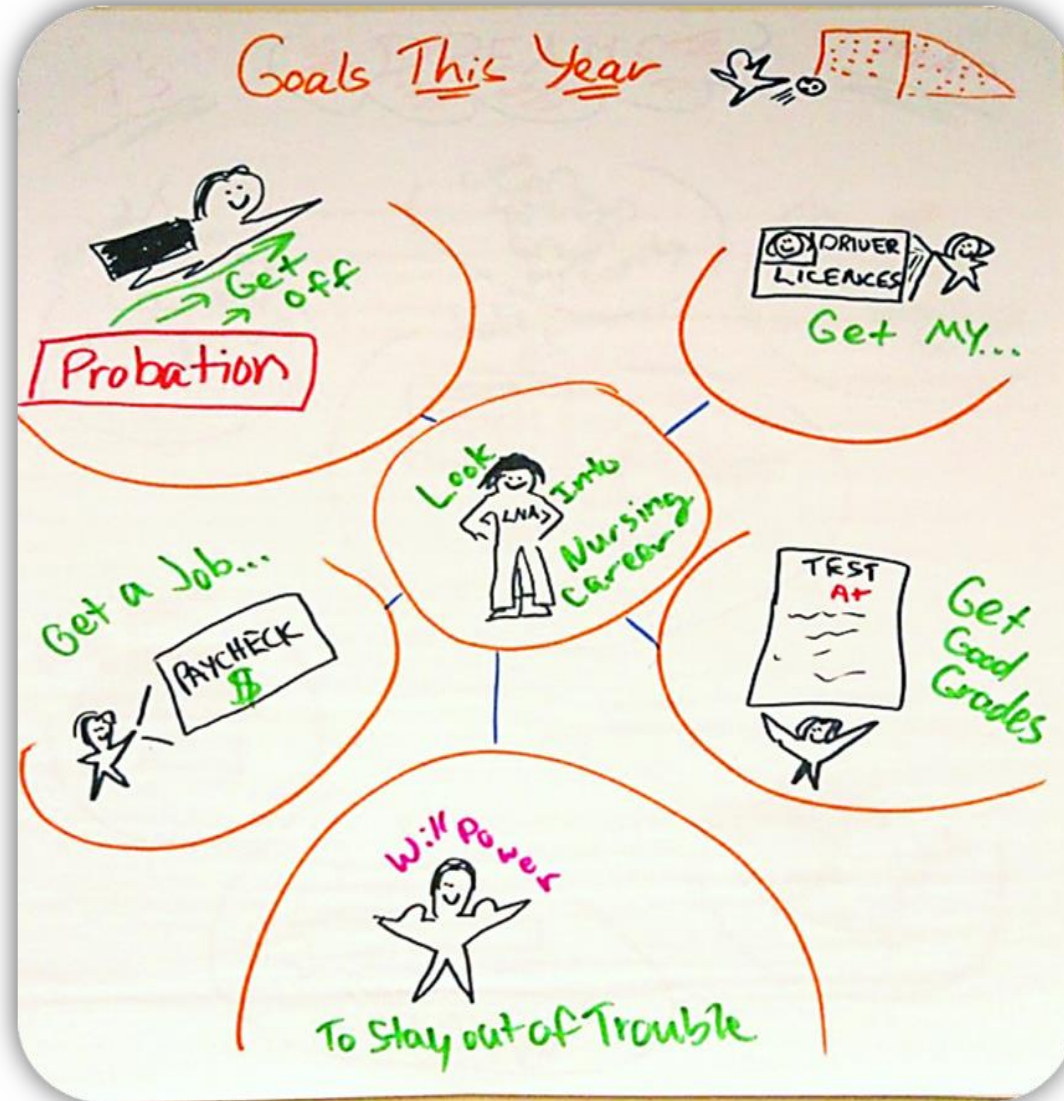 Goals This Year
Get
off
Probation
DRIVER
LICENCES
Get MY...
Look
Into
LNA
Nursing
Career
Get a Job...
PAYCHECK
$
TEST
A+
Get
Good
Grades
Will Power
To Stay out of Trouble